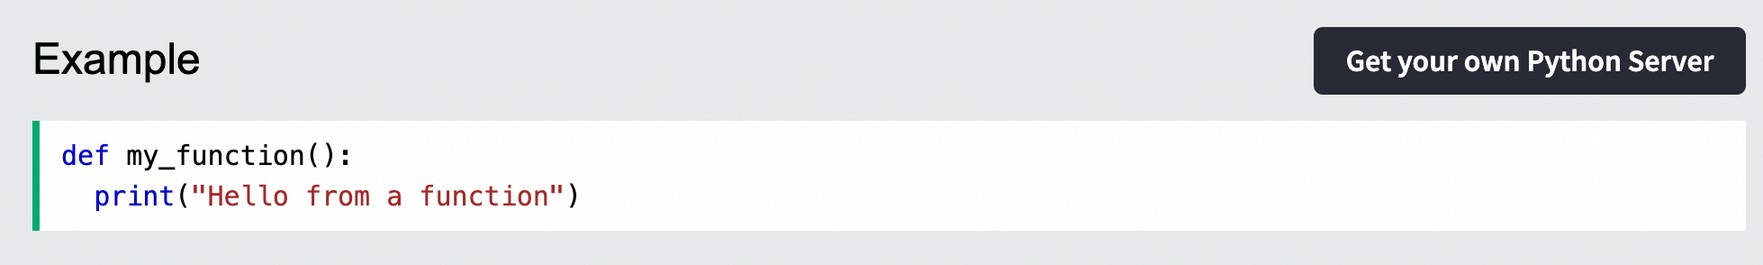 Example
Get your own Python Server
def my_function():
  print("Hello from a function")